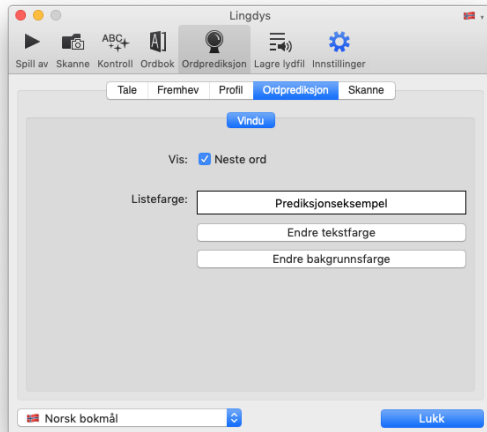 Lingdys
ABC
A
Spill av Skanne Kontroll Ordbok Ordprediksjon Lagre lydfil Innstillinger
Tale Fremhev Profil Ordprediksjon Skanne
Vindu
Vis: Neste ord
Listefarge: Prediksjonseksempel
Endre tekstfarge
Endre bakgrunnsfarge
Norsk bokmål Lukk